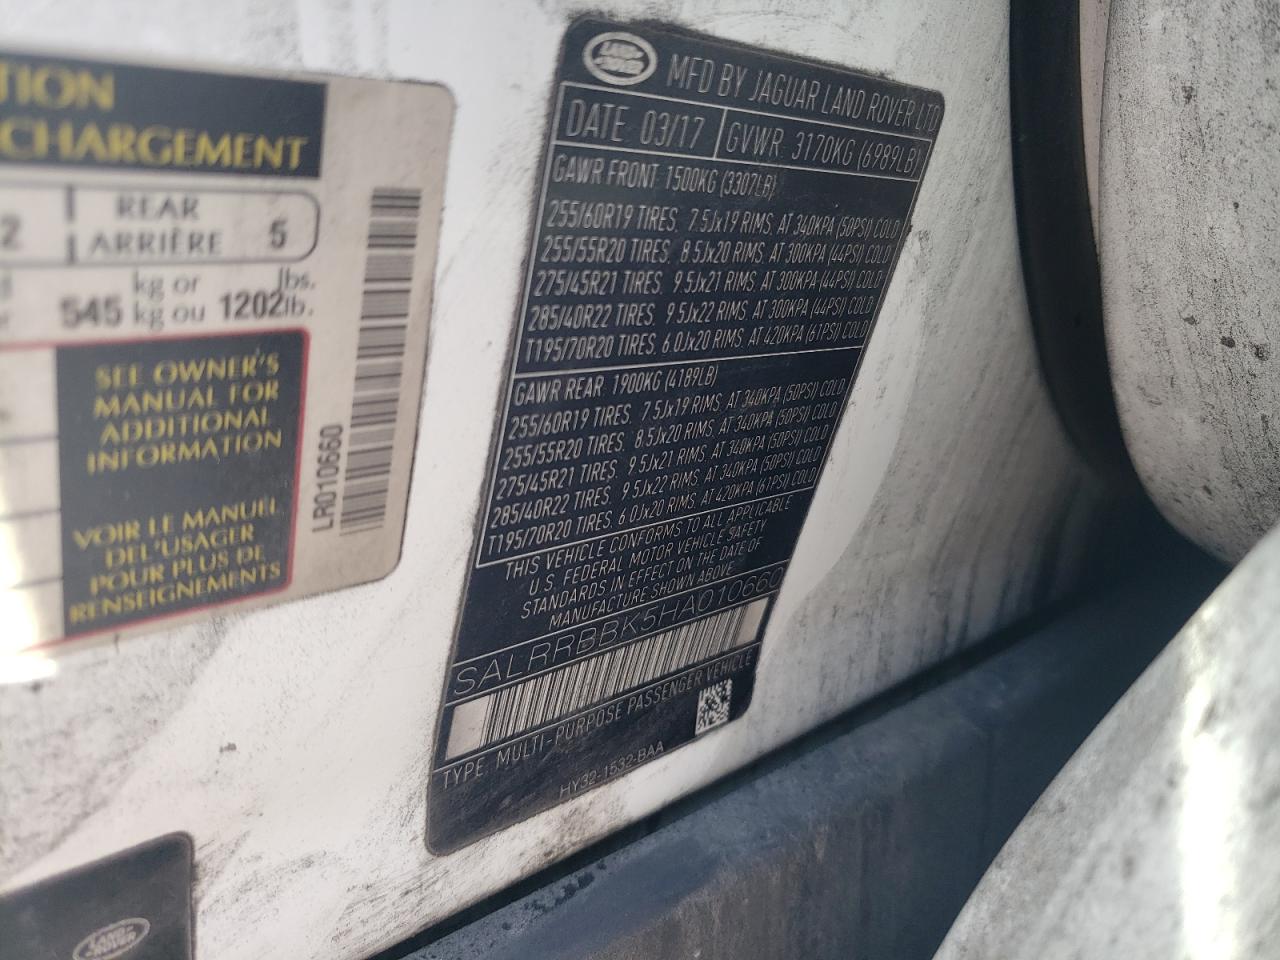 TION
CHARGEMENT
2 REAR ARRIÈRE 5
kg or lbs.
545 kg ou 1202 lb.
SEE OWNER'S
MANUAL FOR
ADDITIONAL
INFORMATION
VOIR LE MANUEL
DEL'USAGER
POUR PLUS DE
RENSEIGNEMENTS
LR010660
LAND ROVER
MFD BY JAGUAR LAND ROVER LTD
DATE: 03/17 GVWR: 3170KG (6989LB)
GAWR FRONT: 1500KG (3307LB)
255/60R19 TIRES, 7.5Jx19 RIMS, AT 340KPA (50PSI) COLD
255/55R20 TIRES, 8.5Jx20 RIMS, AT 300KPA (44PSI) COLD
275/45R21 TIRES, 9.5Jx21 RIMS, AT 300KPA (44PSI) COLD
285/40R22 TIRES, 9.5Jx22 RIMS, AT 300KPA (44PSI) COLD
T195/70R20 TIRES, 6.0Jx20 RIMS, AT 420KPA (61PSI) COLD
GAWR REAR: 1900KG (4189LB)
255/60R19 TIRES, 7.5Jx19 RIMS, AT 340KPA (50PSI) COLD
255/55R20 TIRES, 8.5Jx20 RIMS, AT 340KPA (50PSI) COLD
275/45R21 TIRES, 9.5Jx21 RIMS, AT 340KPA (50PSI) COLD
285/40R22 TIRES, 9.5Jx22 RIMS, AT 340KPA (50PSI) COLD
T195/70R20 TIRES, 6.0Jx20 RIMS, AT 420KPA (61PSI) COLD
THIS VEHICLE CONFORMS TO ALL APPLICABLE
U.S. FEDERAL MOTOR VEHICLE SAFETY
STANDARDS IN EFFECT ON THE DATE OF
MANUFACTURE SHOWN ABOVE
SALRRBBK5HA010660
TYPE: MULTI-PURPOSE PASSENGER VEHICLE
HY32-1532-BAA
LAND ROVER